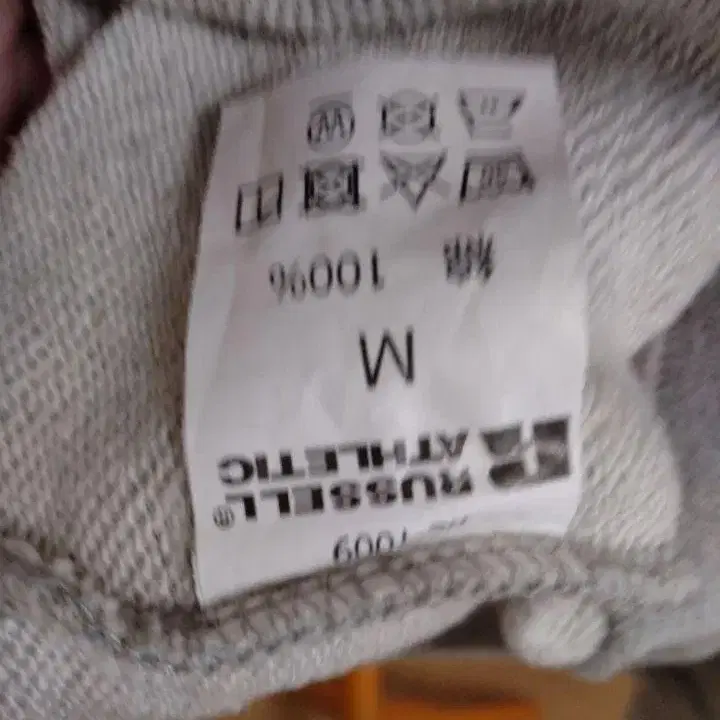 RUSSELL®
ATHLETIC
M
綿 100%
W